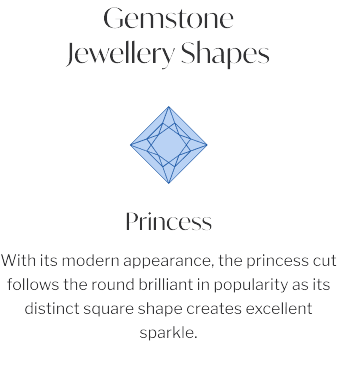 Gemstone
Jewellery Shapes
Princess
With its modern appearance, the princess cut
follows the round brilliant in popularity as its
distinct square shape creates excellent
sparkle.